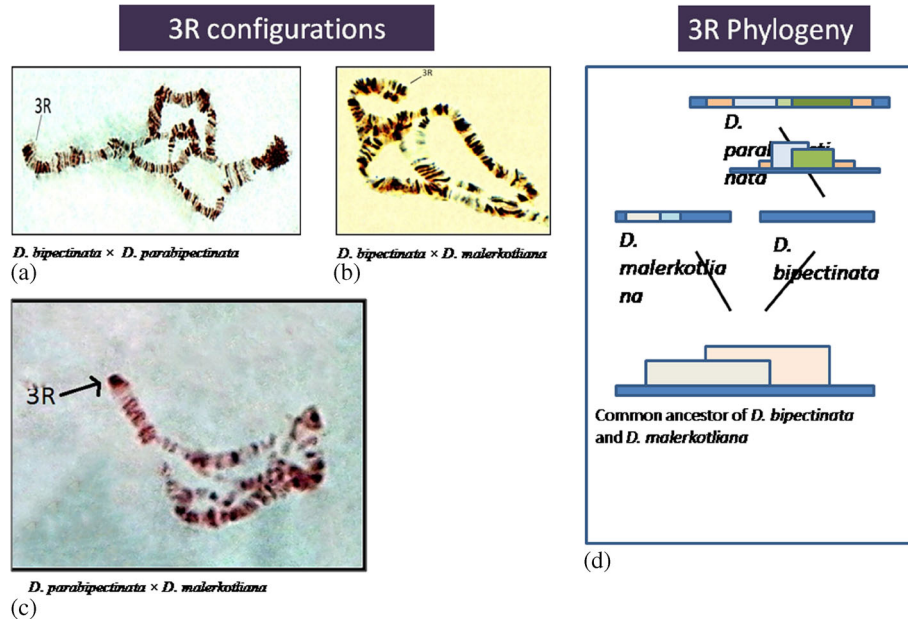 3R configurations
3R Phylogeny
3R
3R
D. bipectinata × D. parabipectinata
(a)
D. bipectinata × D. malerkotliana
(b)
3R
D. parabipectinata × D. malerkotliana
(c)
D.
nata
D.
malerkotlia
na
D.
bipectinata
Common ancestor of D. bipectinata
and D. malerkotliana
(d)